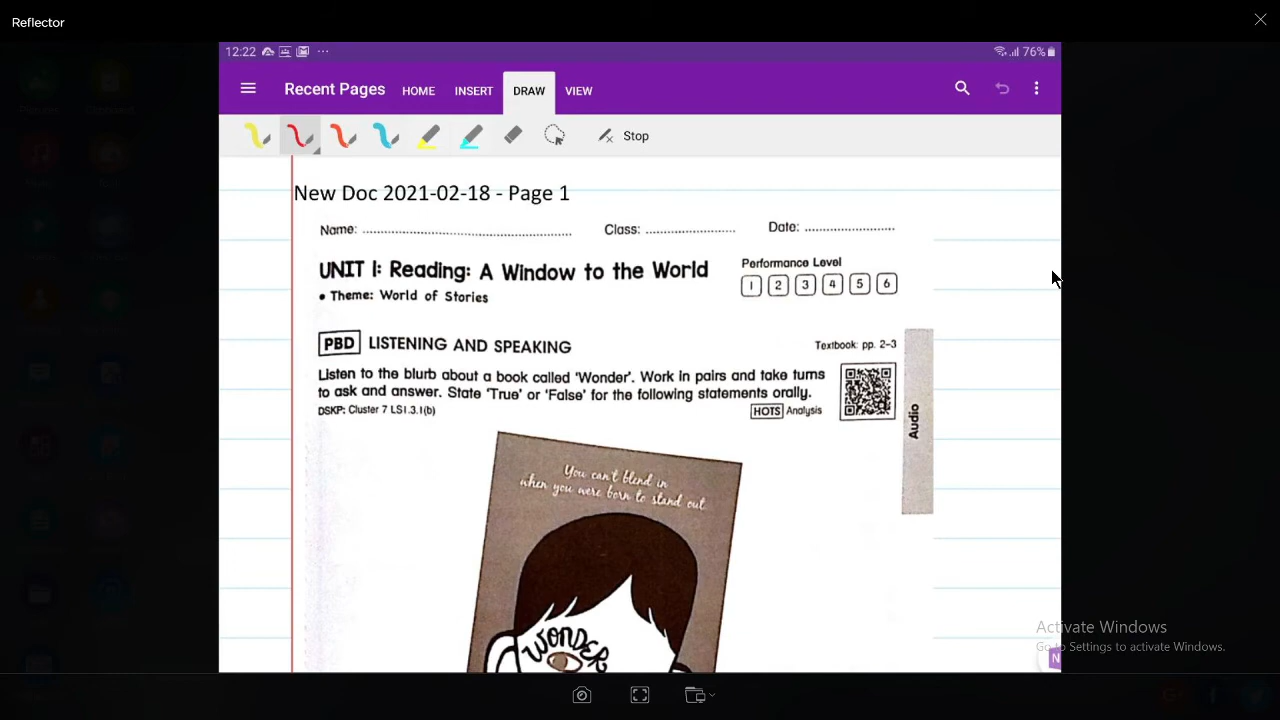 Reflector
12:22 ... 76%
Recent Pages HOME INSERT DRAW VIEW
Stop
New Doc 2021-02-18 - Page 1
Name: ........................ Class: ........................ Date: ........................
UNIT 1: Reading: A Window to the World
Performance Level
1 2 3 4 5 6
• Theme: World of Stories
PBD LISTENING AND SPEAKING
Textbook: pp. 2–3
Listen to the blurb about a book called ‘Wonder’. Work in pairs and take turns
to ask and answer. State ‘True’ or ‘False’ for the following statements orally.
DSKP: Cluster 7 LS1.3.1(b)
HOTS Analysis
Audio
You can't blend in
when you were born to stand out
WONDER
Activate Windows
Go to Settings to activate Windows.
N